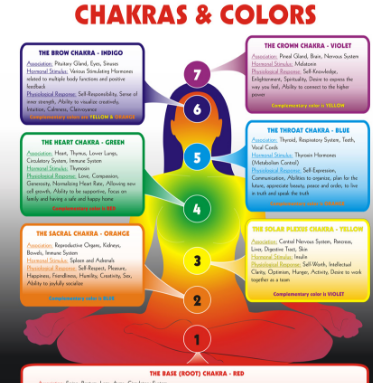 CHAKRAS & COLORS
THE BROW CHAKRA - INDIGO
Association: Pituitary Gland, Eyes, Sinuses
Hormonal Stimulus: Various Stimulating Hormones
related to multiple body functions and positive
feedback
Physiological Response: Self-Responsibility, Sense of
inner strength, Ability to visualize creatively,
Intuition, Calmness, Clairvoyance
Complementary colors are YELLOW & ORANGE
THE CROWN CHAKRA - VIOLET
Association: Pineal Gland, Brain, Nervous System
Hormonal Stimulus: Melatonin
Physiological Response: Self-Knowledge,
Enlightenment, Spirituality, Desire to express the
way you feel, Ability to connect to the higher
power
Complementary color is YELLOW
7
6
THE HEART CHAKRA - GREEN
Association: Heart, Thymus, Lower Lungs,
Circulatory System, Immune System
Hormonal Stimulus: Thymosin
Physiological Response: Love, Compassion,
Generosity, Normalizing Heart Rate, Allowing new
cell growth, Ability to be supporting, Focus on
family and having a safe and happy home
Complementary color is RED
THE THROAT CHAKRA - BLUE
Association: Thyroid, Respiratory System, Teeth,
Vocal Cords
Hormonal Stimulus: Thyroxin Hormones
(Metabolism Control)
Physiological Response: Self-Expression,
Communication, Abilities to organize, plan for the
future, appreciate beauty, peace and order, to live
in truth and speak the truth
Complementary color is ORANGE
5
4
THE SACRAL CHAKRA - ORANGE
Association: Reproductive Organs, Kidneys,
Bowels, Immune System
Hormonal Stimulus: Spleen and Adrenals
Physiological Response: Self-Respect, Pleasure,
Happiness, Friendliness, Humility, Creativity, Sex,
Ability to joyfully socialize
Complementary color is BLUE
THE SOLAR PLEXUS CHAKRA - YELLOW
Association: Central Nervous System, Pancreas,
Liver, Digestive Tract, Skin
Hormonal Stimulus: Insulin
Physiological Response: Self-Worth, Intellectual
Clarity, Optimism, Hunger, Activity, Desire to work
together as a team
Complementary color is VIOLET
3
2
1
THE BASE (ROOT) CHAKRA - RED